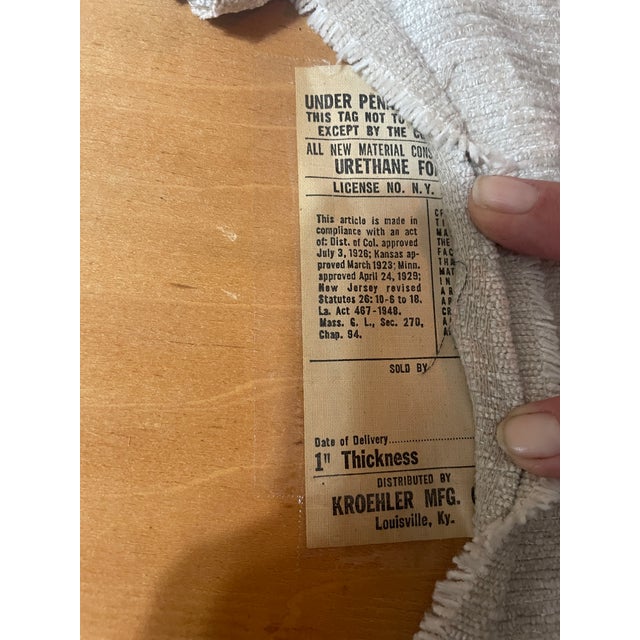 UNDER
THIS TAG NOT TO
EXCEPT BY THE
ALL NEW MATERIAL
URETHANE
LICENSE NO. N.Y.
This article is made in
compliance with an act
of: Dist. of Col. approved
July 3, 1926; Kansas ap-
proved March 1923; Minn.
approved April 24, 1929;
New Jersey revised
Statutes 26: 10-6 to 18.
La. Act 467-1948.
Mass. G. L., Sec. 270,
Chap. 94.
SOLD BY
Date of Delivery
1" Thickness
DISTRIBUTED BY
KROEHLER MFG.
Louisville, Ky.